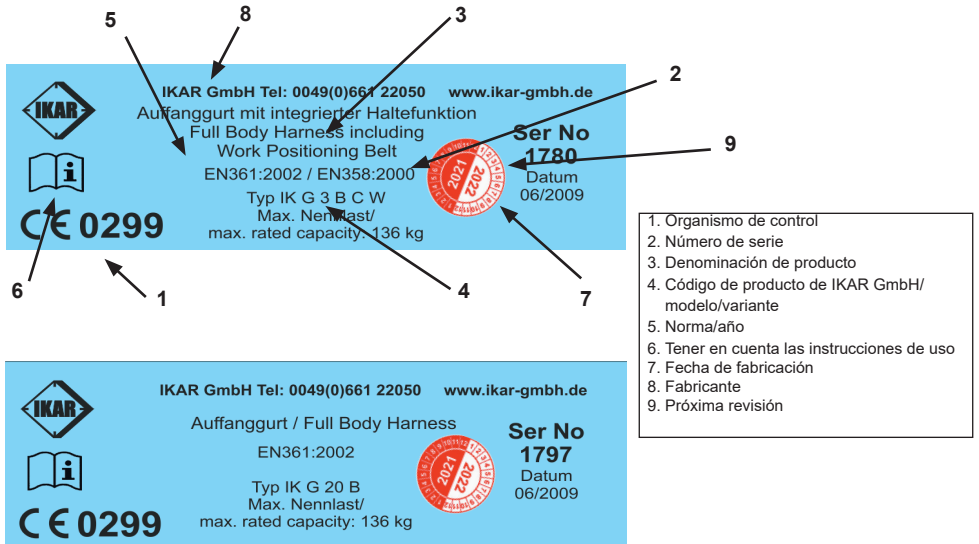 8
3
5
IKAR GmbH Tel: 0049(0)661 22050 www.ikar-gmbh.de
2
IKAR
Auffanggurt mit integrierter Haltefunktion
Full Body Harness including
Work Positioning Belt
EN361:2002 / EN358:2000
Typ IK G 3 B C W
Max. Nennlast/
max. rated capacity: 136 kg
i
CE 0299
2021
2022
Ser No
1780
Datum
06/2009
9
6
1
4
7
1. Organismo de control
2. Número de serie
3. Denominación de producto
4. Código de producto de IKAR GmbH/
modelo/variante
5. Norma/año
6. Tener en cuenta las instrucciones de uso
7. Fecha de fabricación
8. Fabricante
9. Próxima revisión
IKAR GmbH Tel: 0049(0)661 22050 www.ikar-gmbh.de
IKAR
Auffanggurt / Full Body Harness
EN361:2002
Typ IK G 20 B
Max. Nennlast/
max. rated capacity: 136 kg
i
CE 0299
2021
2022
Ser No
1797
Datum
06/2009